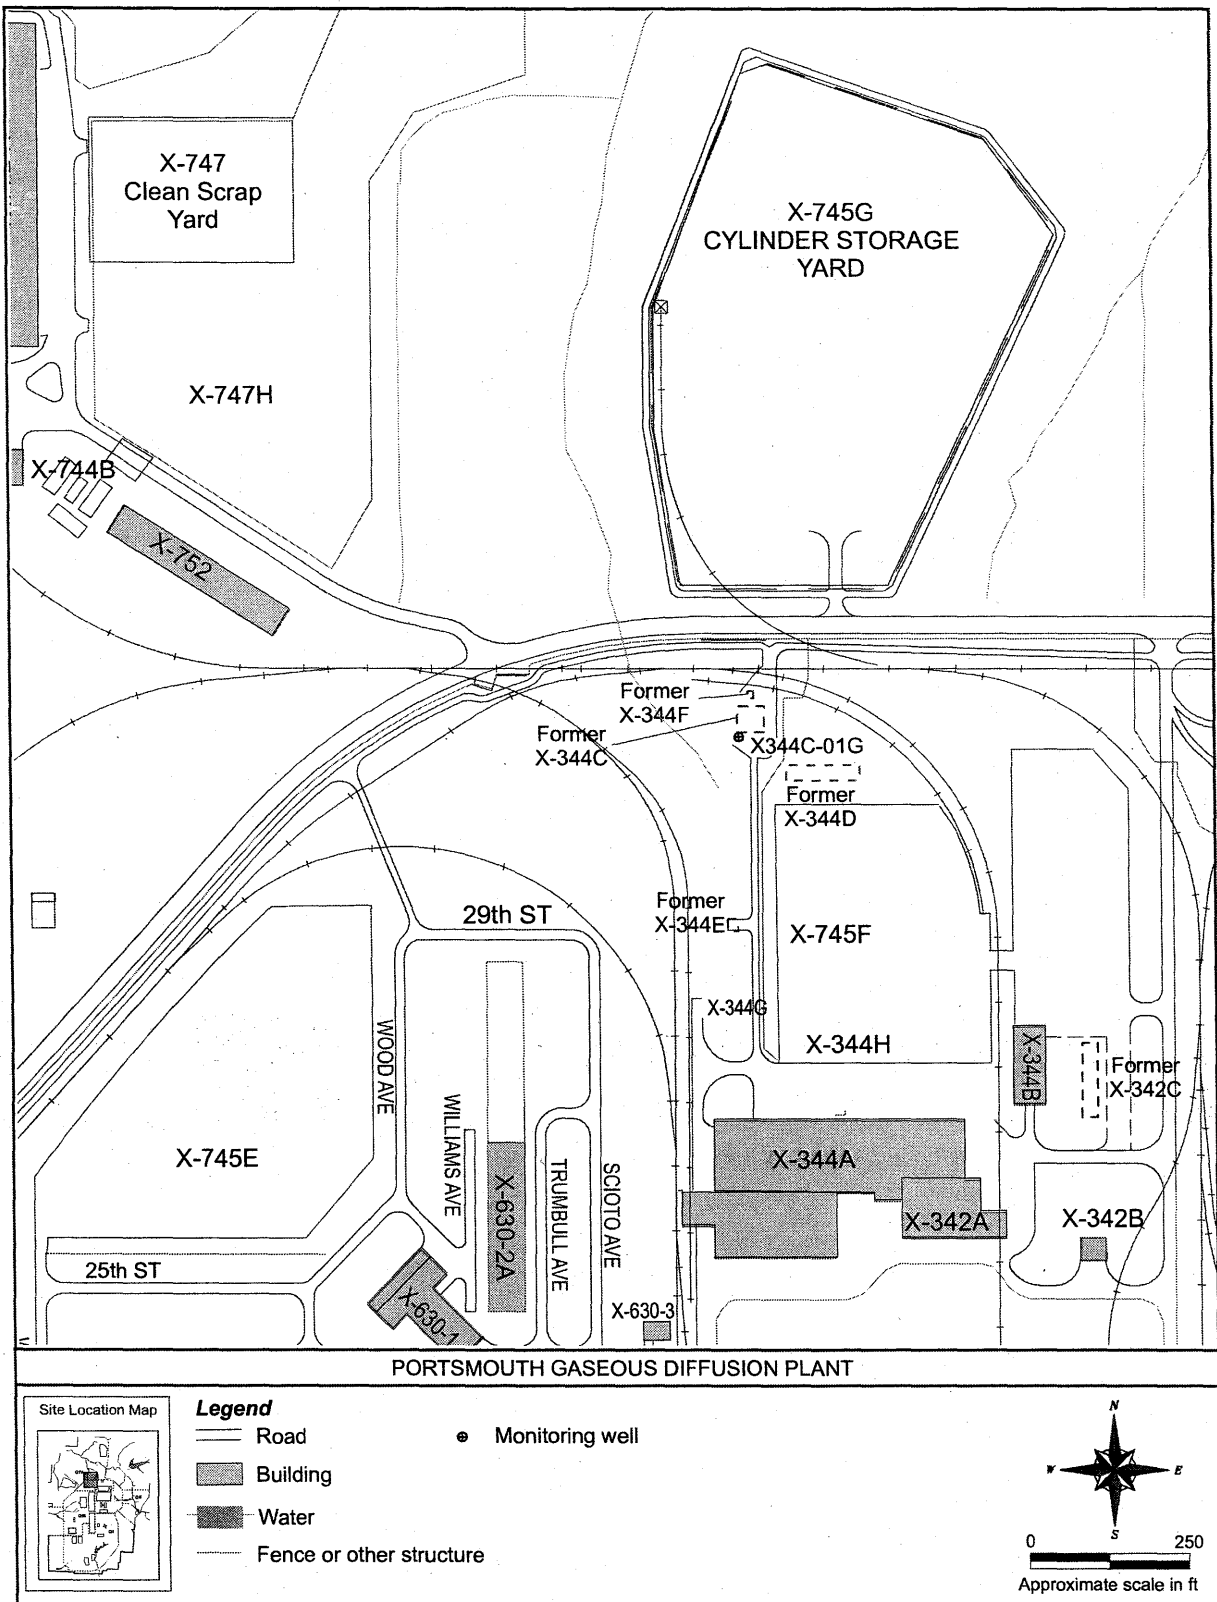 X-747
Clean Scrap
Yard
X-745G
CYLINDER STORAGE
YARD
X-747H
X-744B
X-752
Former
X-344F
Former
X-344C
X344C-01G
Former
X-344D
Former
X-344E
29th ST
X-745F
X-344G
X-344H
WOOD AVE
X-344B
Former
X-342C
WILLIAMS AVE
X-745E
X-630-2A
TRUMBULL AVE
SCIOTO AVE
X-344A
X-342A
X-342B
25th ST
X-630-1
X-630-3
PORTSMOUTH GASEOUS DIFFUSION PLANT
Site Location Map
Legend
Road
Building
Water
Fence or other structure
Monitoring well
N
W
E
S
0
250
Approximate scale in ft